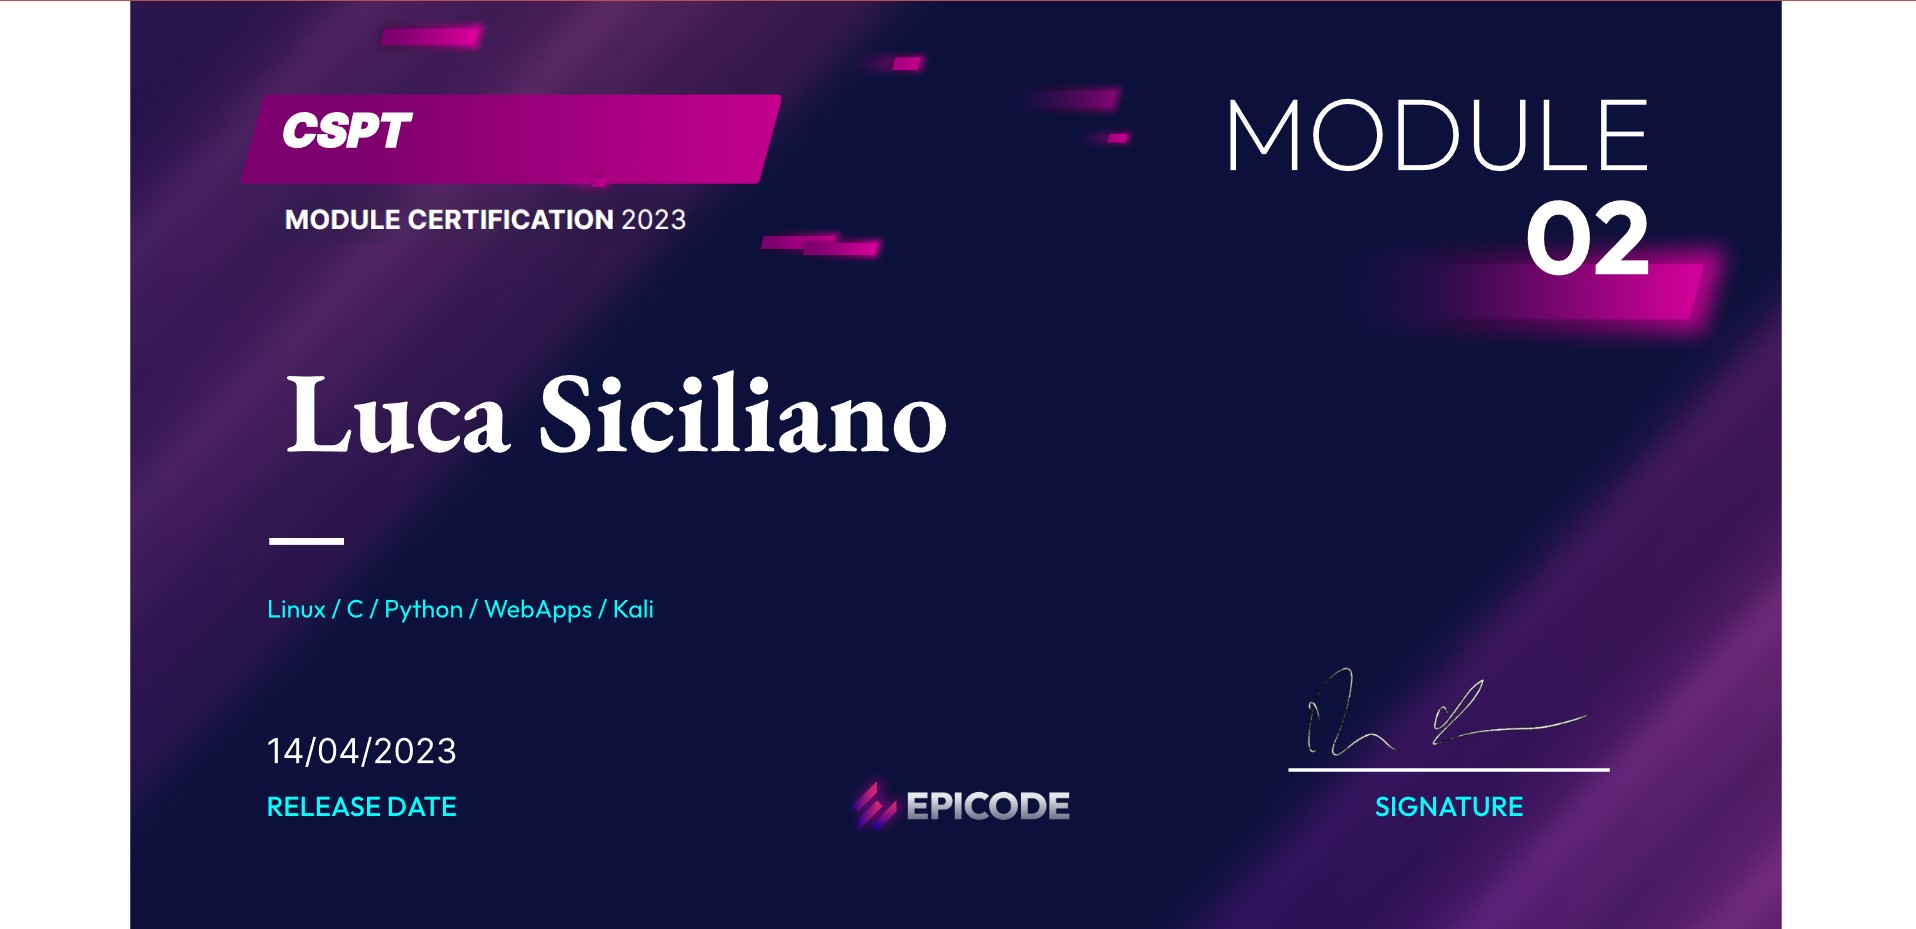 CSPT
MODULE CERTIFICATION 2023
MODULE
02
Luca Siciliano
Linux / C / Python / WebApps / Kali
14/04/2023
RELEASE DATE
EPICODE
SIGNATURE